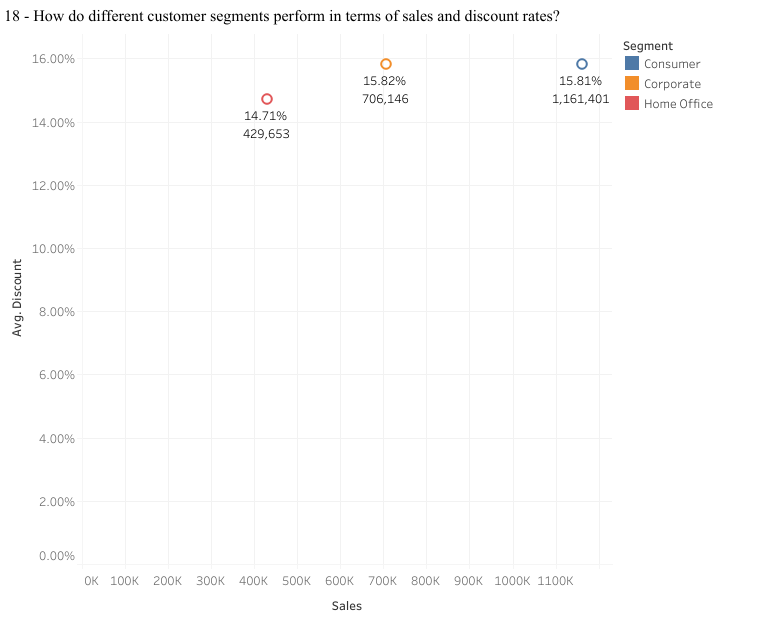 18 - How do different customer segments perform in terms of sales and discount rates?
Segment
Consumer
Corporate
Home Office
16.00%
14.00%
12.00%
10.00%
8.00%
6.00%
4.00%
2.00%
0.00%
Avg. Discount
15.82%
706,146
15.81%
1,161,401
14.71%
429,653
0K 100K 200K 300K 400K 500K 600K 700K 800K 900K 1000K 1100K
Sales